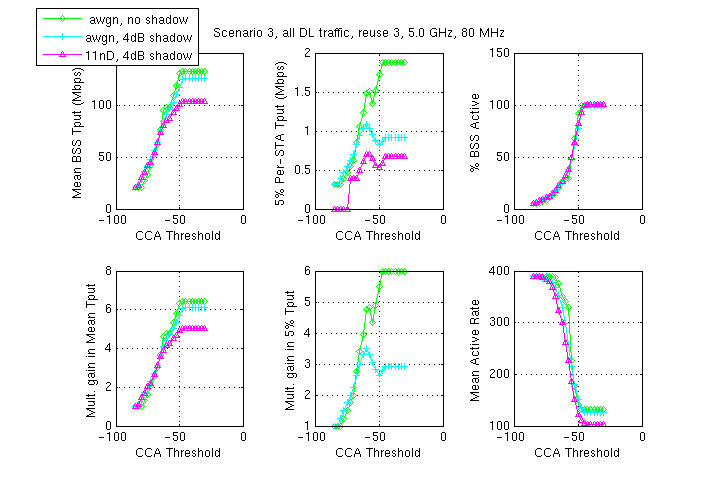 awgn, no shadow
awgn, 4dB shadow
11nD, 4dB shadow
Scenario 3, all DL traffic, reuse 3, 5.0 GHz, 80 MHz
Mean BSS Tput (Mbps)
100
50
0
-100
-50
0
CCA Threshold
5% Per-STA Tput (Mbps)
2
1.5
1
0.5
0
-100
-50
0
CCA Threshold
% BSS Active
150
100
50
0
-100
-50
0
CCA Threshold
Mult. gain in Mean Tput
8
6
4
2
0
-100
-50
0
CCA Threshold
Mult. gain in 5% Tput
6
5
4
3
2
1
-100
-50
0
CCA Threshold
Mean Active Rate
400
300
200
100
-100
-50
0
CCA Threshold